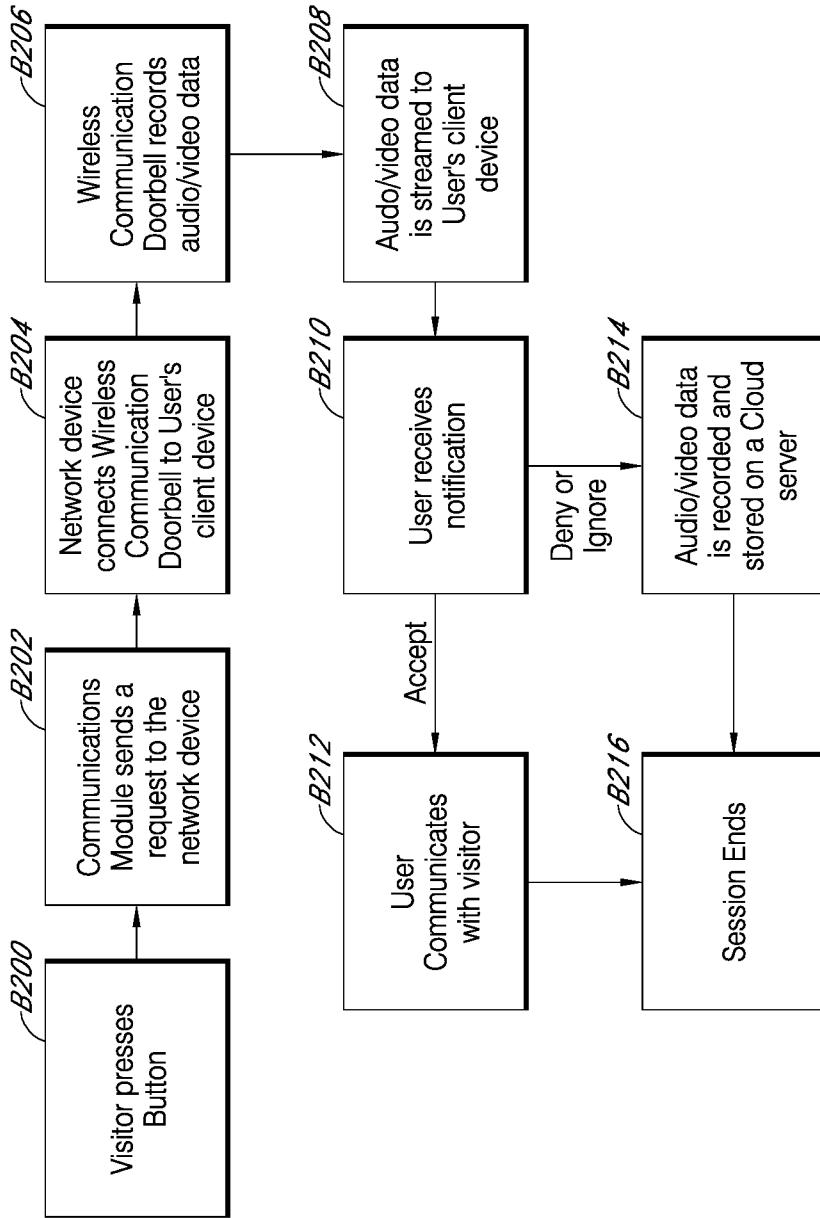 B200
Visitor presses
Button
B202
Communications
Module sends a
request to the
network device
B204
Network device
connects Wireless
Communication
Doorbell to User's
client device
B206
Wireless
Communication
Doorbell records
audio/video data
B208
Audo/video data
is streamed to
User's client
device
B210
User receives
notification
Accept
Deny or
Ignore
B212
User
Communicates
with visitor
B214
Audio/video data
is recorded and
stored on a Cloud
server
B216
Session Ends